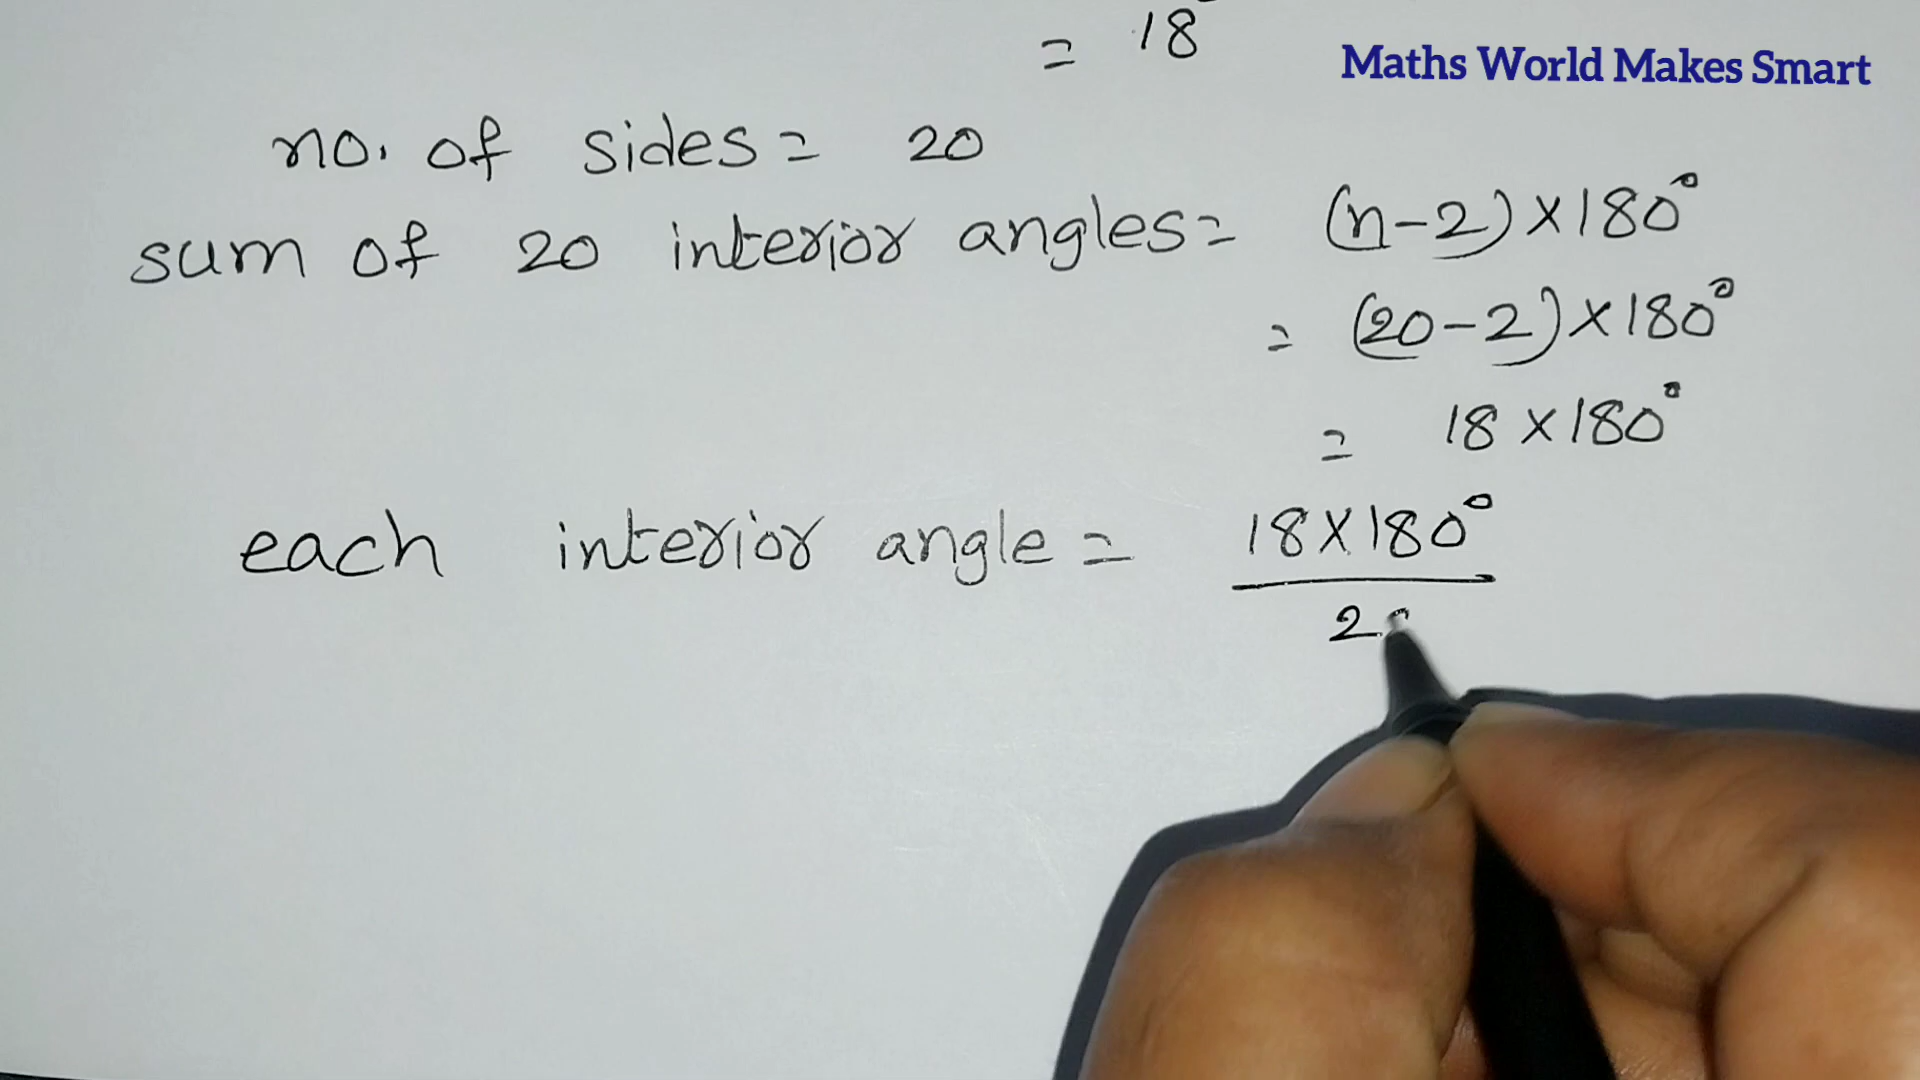 = 18°
Maths World Makes Smart
no. of sides = 20
sum of 20 interior angles = (n-2)×180°
= (20-2)×180°
= 18×180°
each interior angle = 18×180°
20